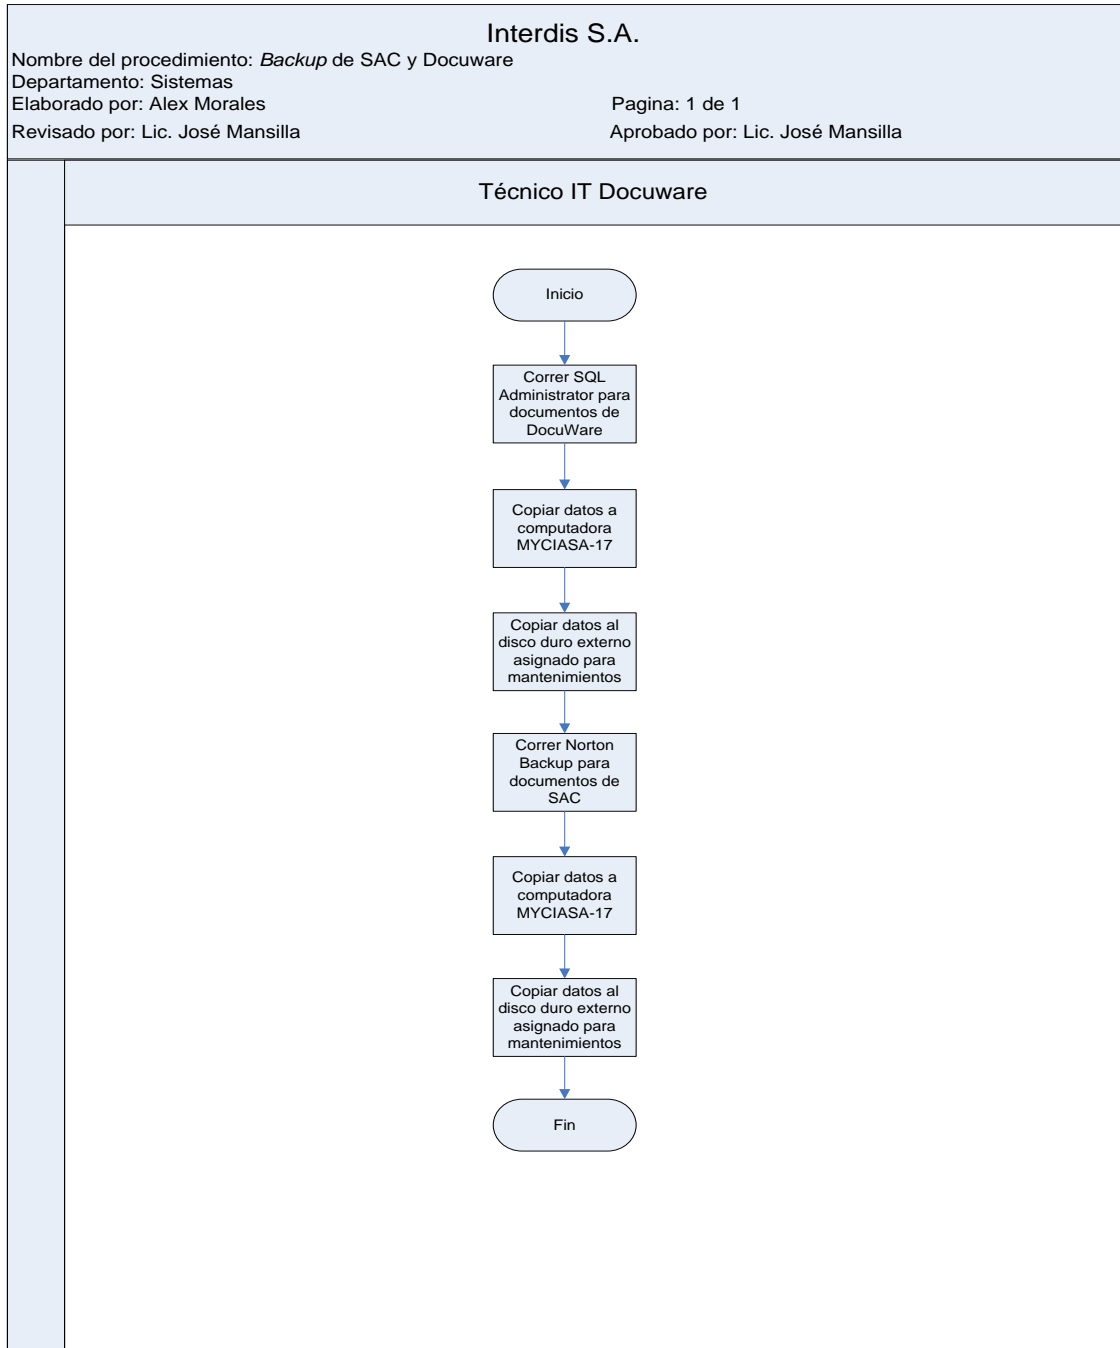 Interdis S.A.
Nombre del procedimiento: Backup de SAC y Docuware
Departamento: Sistemas
Elaborado por: Alex Morales
Pagina: 1 de 1
Revisado por: Lic. José Mansilla
Aprobado por: Lic. José Mansilla
Técnico IT Docuware
Inicio
Correr SQL
Administrator para
documentos de
DocuWare
Copiar datos a
computadora
MYCIASA-17
Copiar datos al
disco duro externo
asignado para
mantenimientos
Correr Norton
Backup para
documentos de
SAC
Copiar datos a
computadora
MYCIASA-17
Copiar datos al
disco duro externo
asignado para
mantenimientos
Fin